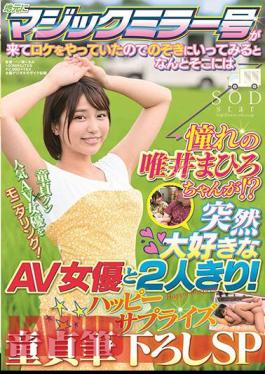 地元に
マジックミラー号が
来てロケをやっていたのでのぞきにいってみると
なんとそこには
SOD
star
憧れの
唯井まひろ
ちゃんが!?
童貞クンと
人気AV女優を
モニタリング!
突然
大好きな
AV女優と2人きり!
ハッピー
サプライズ
童貞筆下ろしSP